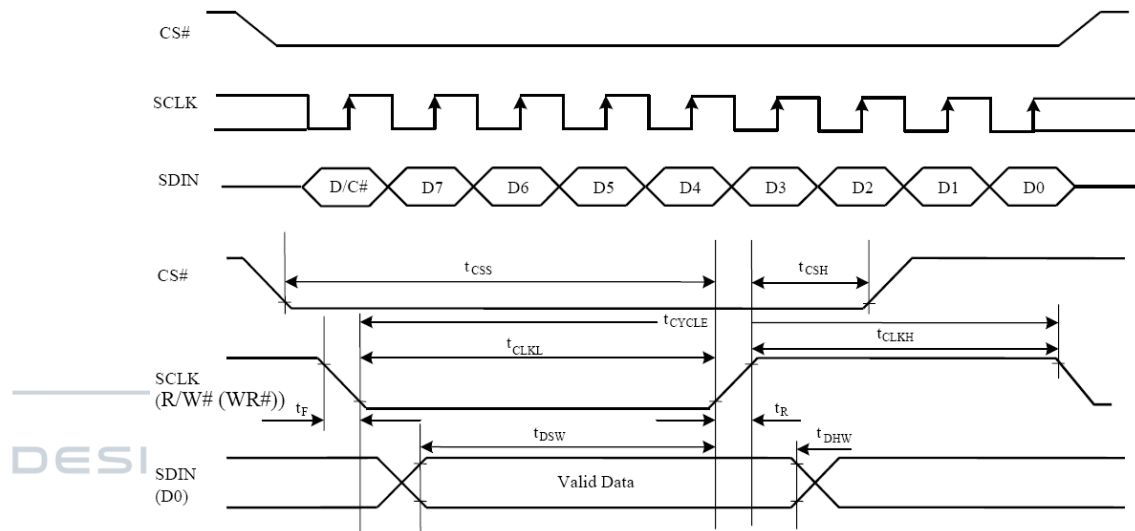 CS#
SCLK
SDIN
D/C# D7 D6 D5 D4 D3 D2 D1 D0
CS#
tCSS
tCSH
tCYCLE
tCLKL
tCLKH
SCLK
(R/W# (WR#))
tF
tR
tDSW
tDHW
DESI
SDIN
(D0)
Valid Data